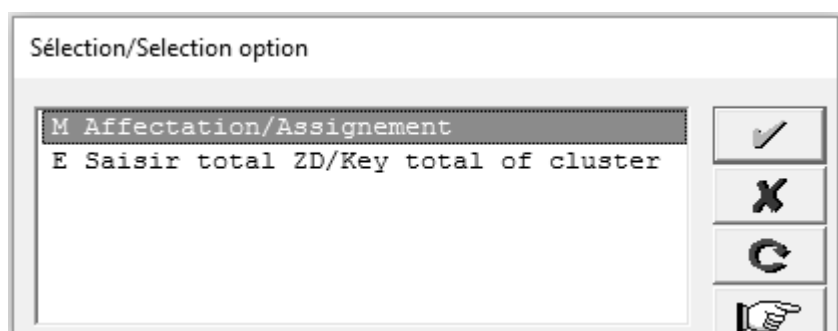 Sélection/Selection option
M Affectation/Assignement
E Saisir total ZD/Key total of cluster